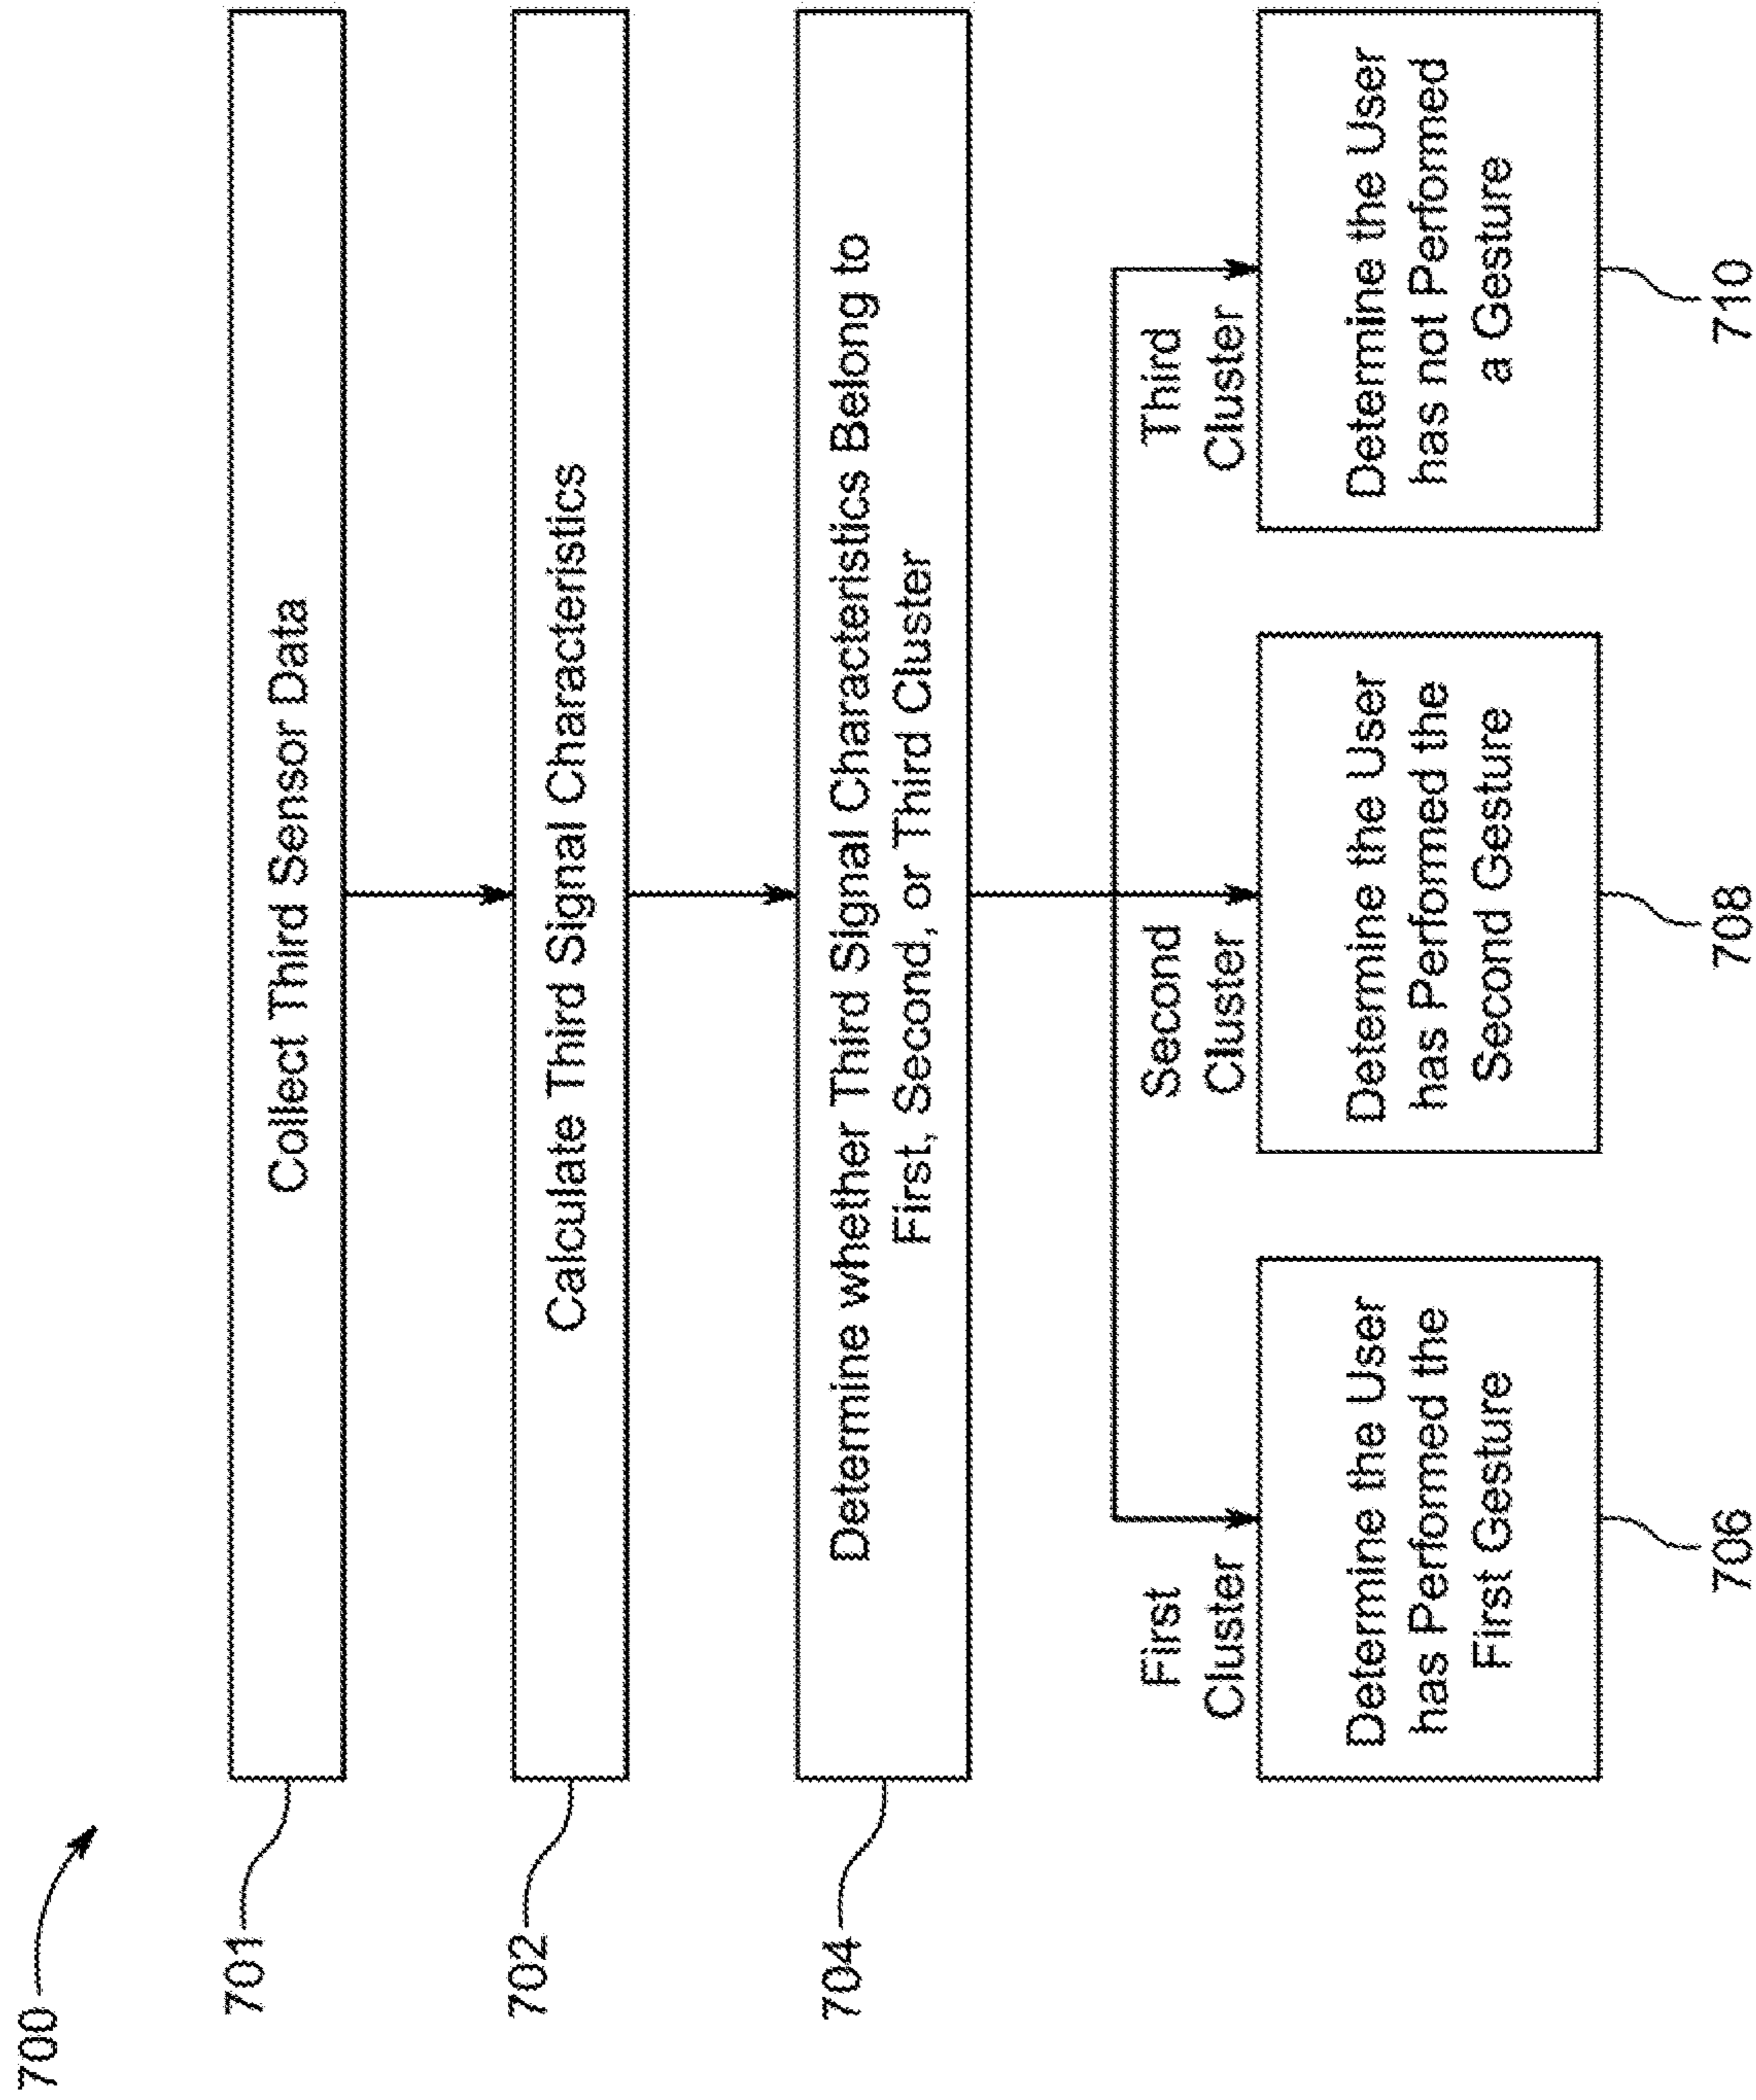 700
701
Collect Third Sensor Data
702
Calculate Third Signal Characteristics
704
Determine whether Third Signal Characteristics Belong to
First, Second, or Third Cluster
First
Cluster
Second
Cluster
Third
Cluster
Determine the User
has Performed the
First Gesture
Determine the User
has Performed the
Second Gesture
Determine the User
has not Performed
a Gesture
706
708
710